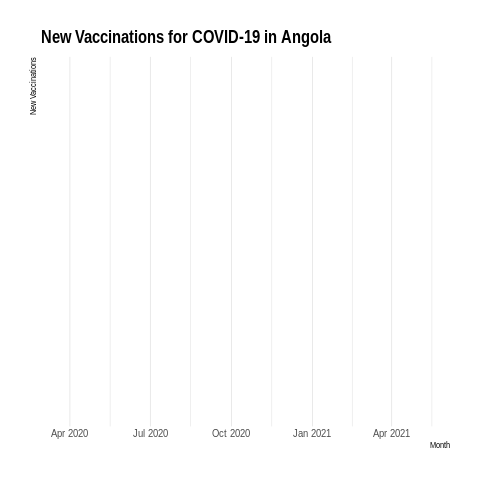 New Vaccinations for COVID-19 in Angola
New Vaccinations
Apr 2020 Jul 2020 Oct 2020 Jan 2021 Apr 2021
Month